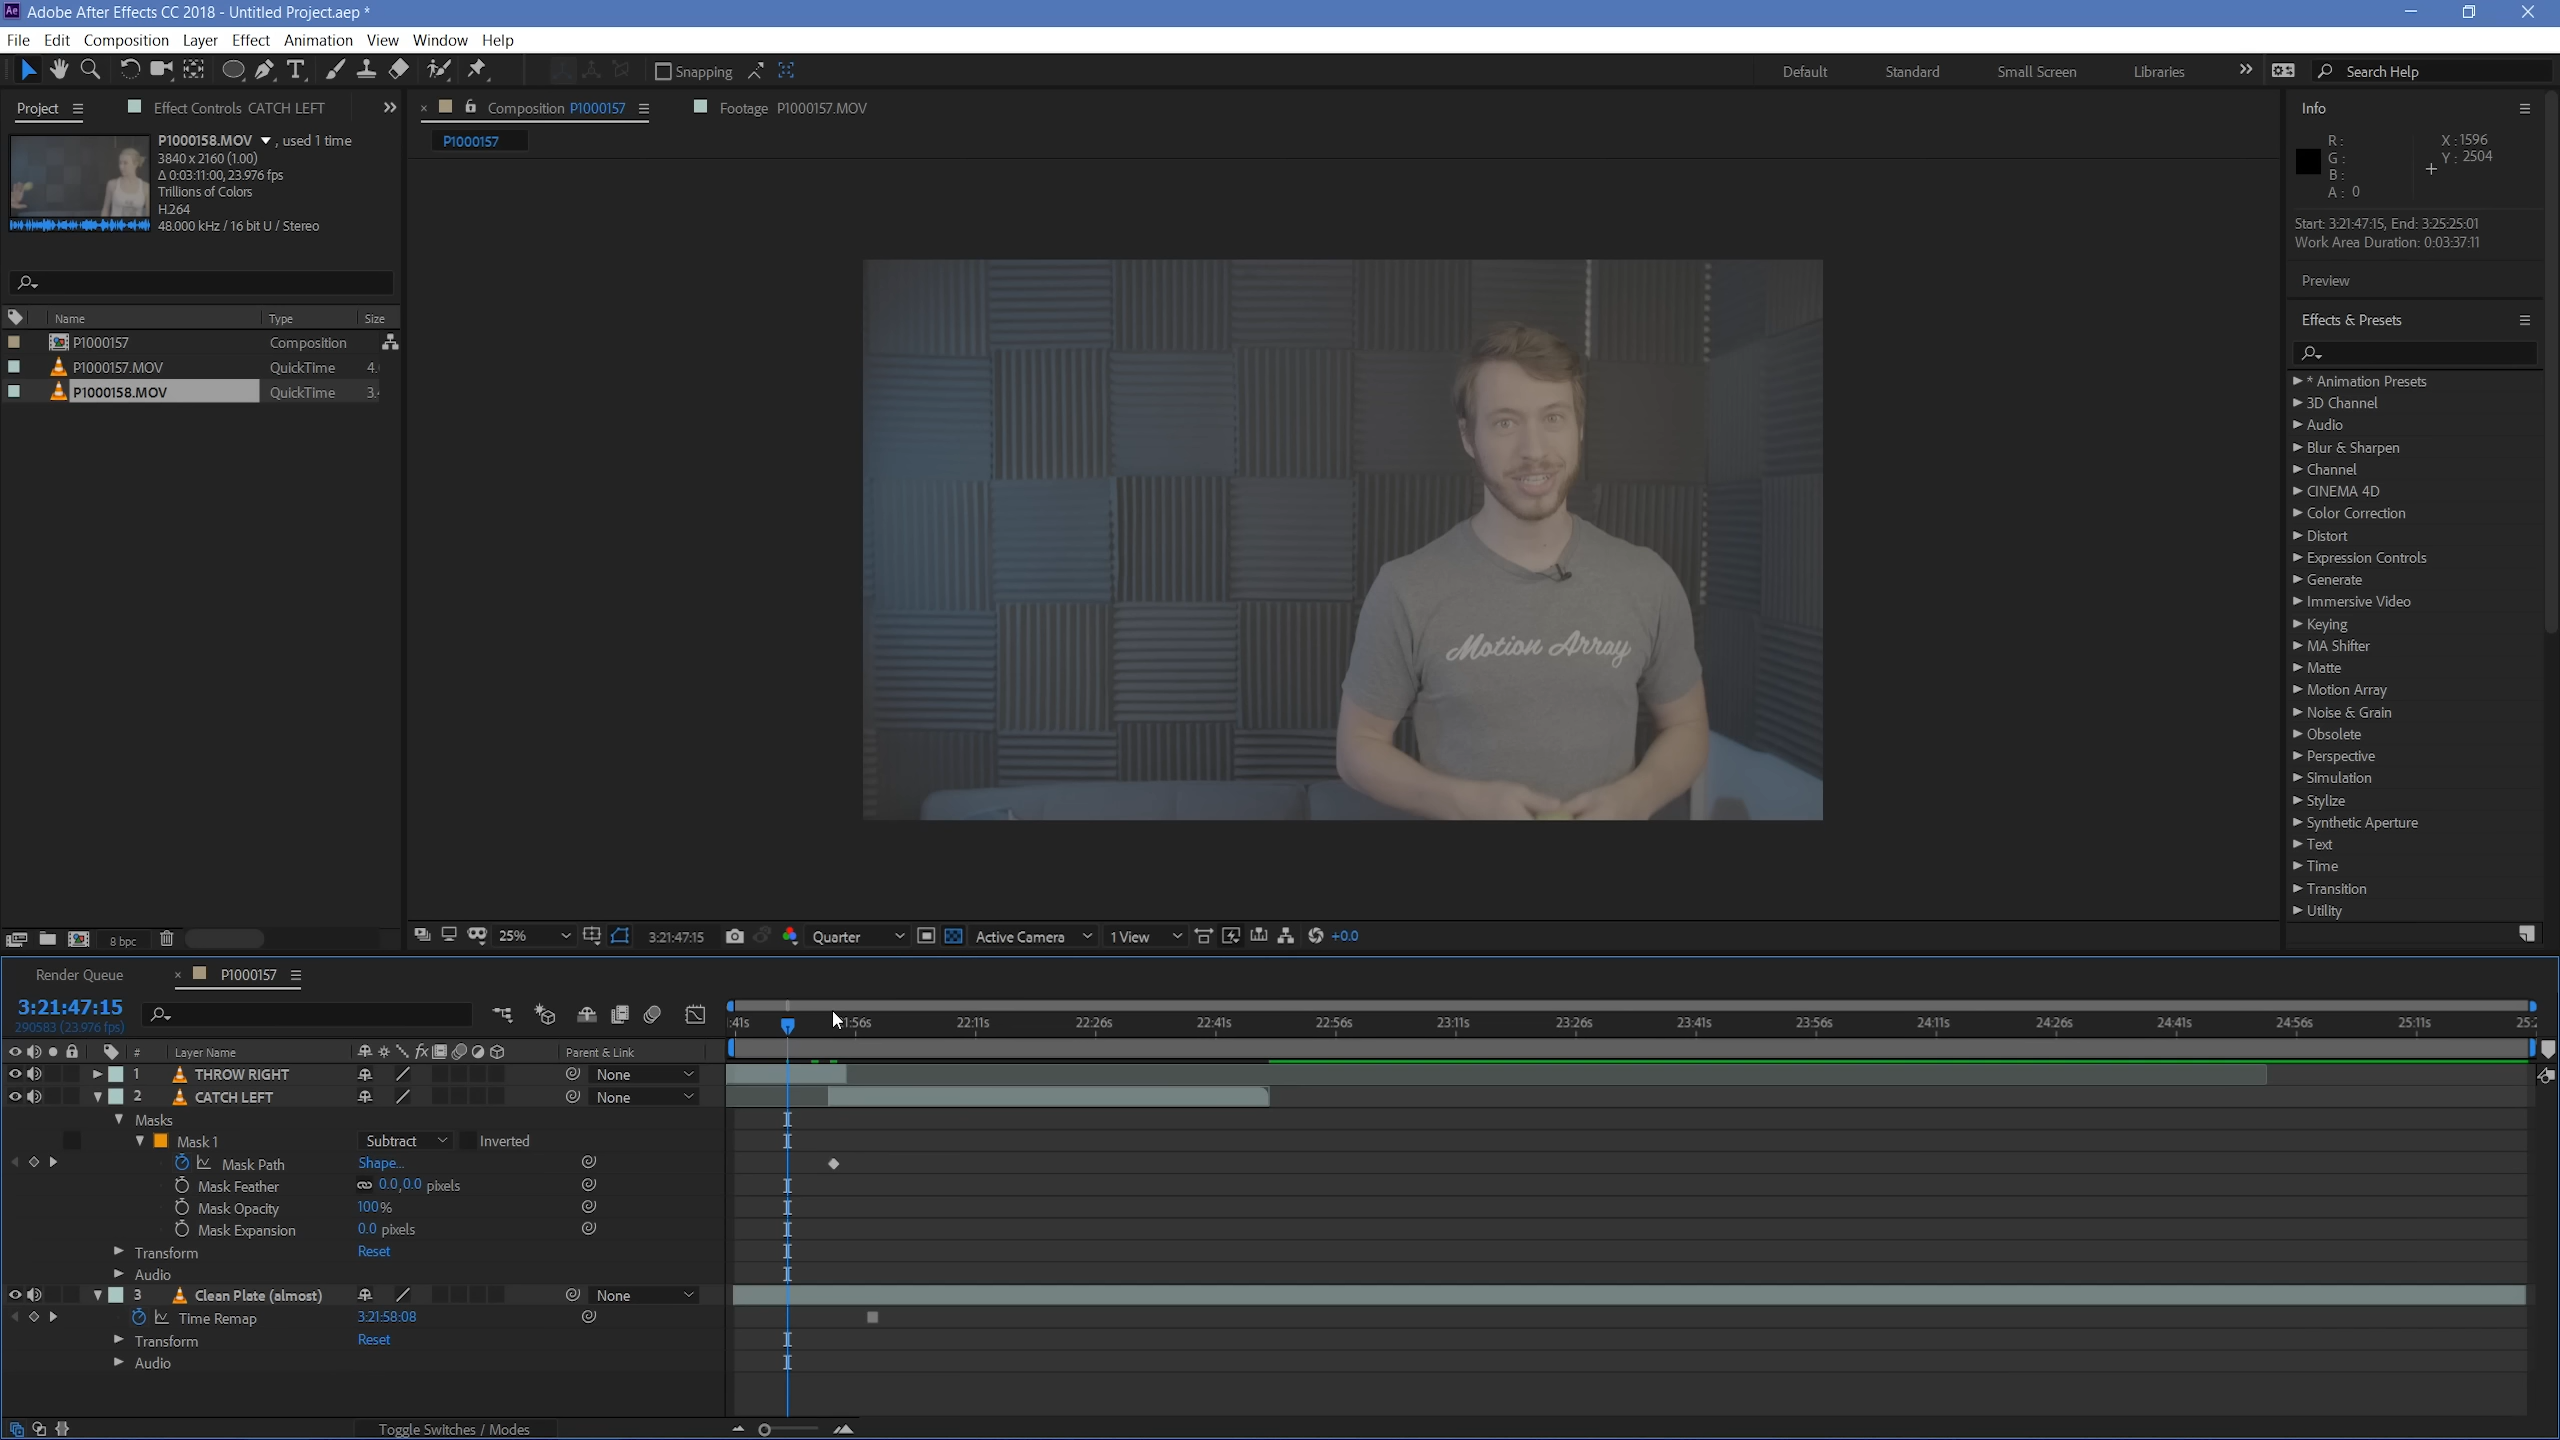 Adobe After Effects CC 2018 - Untitled Project.aep *
File Edit Composition Layer Effect Animation View Window Help
Snapping Default Standard Small Screen Libraries Search Help
Project Effect Controls CATCH LEFT Composition P1000157 Footage P1000157.MOV Info
P1000157
P1000158.MOV , used 1 time
3840 x 2160 (1.00)
Δ 0:03:11:00, 23.976 fps
Trillions of Colors
H.264
48.000 kHz / 16 bit U / Stereo
R: X: 1596
G: Y: 2504
B:
A: 0
Start: 3:21:47:15, End: 3:25:25:01
Work Area Duration: 0:03:37:11
Preview
Effects & Presets
Name Type Size
P1000157 Composition
P1000157.MOV QuickTime 4.
P1000158.MOV QuickTime 3.
* Animation Presets
3D Channel
Audio
Blur & Sharpen
Channel
CINEMA 4D
Color Correction
Distort
Expression Controls
Generate
Immersive Video
Keying
MA Shifter
Matte
Motion Array
Noise & Grain
Obsolete
Perspective
Simulation
Stylize
Synthetic Aperture
Text
Time
Transition
Utility
Motion Array
8 bpc 25% 3:21:47:15 Quarter Active Camera 1 View +0.0
Render Queue P1000157
3:21:47:15
290583 (23.976 fps)
:41s 1:56s 22:11s 22:26s 22:41s 22:56s 23:11s 23:26s 23:41s 23:56s 24:11s 24:26s 24:41s 24:56s 25:11s 25:2
# Layer Name Parent & Link
1 THROW RIGHT None
2 CATCH LEFT None
Masks
Mask 1 Subtract Inverted
Mask Path Shape...
Mask Feather 0.0,0.0 pixels
Mask Opacity 100%
Mask Expansion 0.0 pixels
Transform Reset
Audio
3 Clean Plate (almost) None
Time Remap 3:21:58:08
Transform Reset
Audio
Toggle Switches / Modes